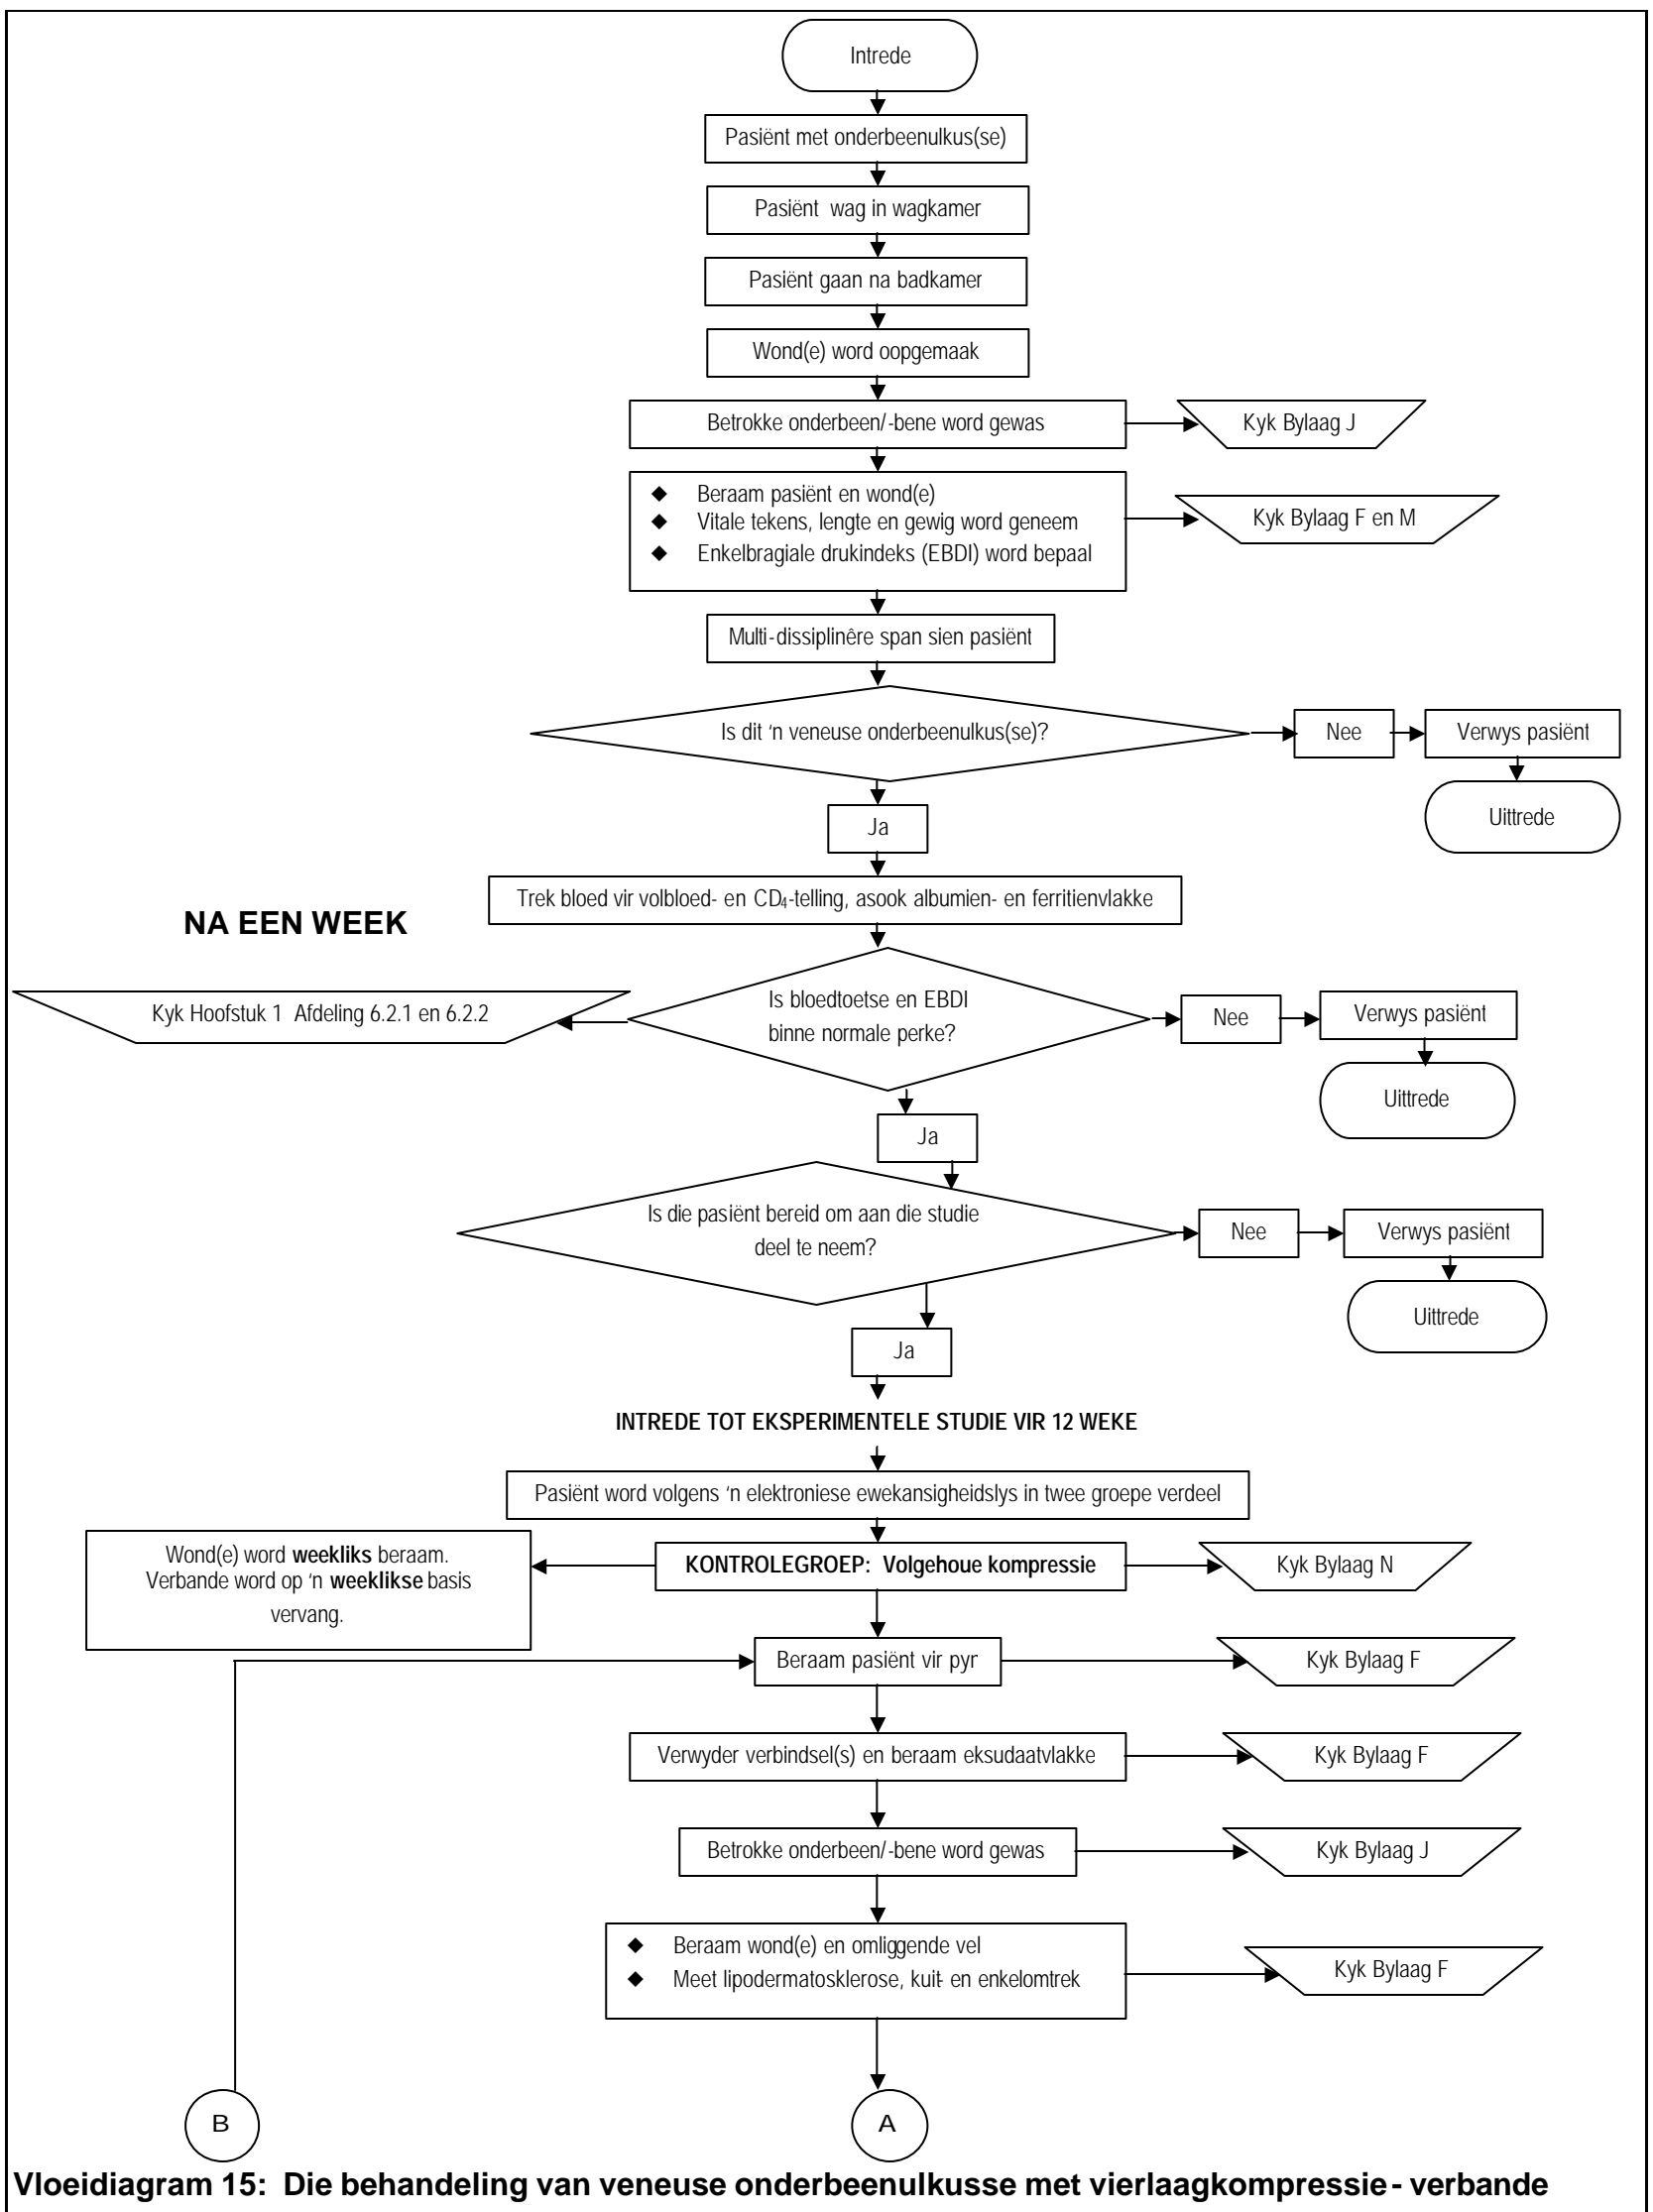 Intrede
Pasiënt met onderbeenulkus(se)
Pasiënt wag in wagkamer
Pasiënt gaan na badkamer
Wond(e) word oopgemaak
Betrokke onderbeen/-bene word gewas
Kyk Bylaag J
◆ Beraam pasiënt en wond(e)
◆ Vitale tekens, lengte en gewig word geneem
◆ Enkelbragiale drukindeks (EBDI) word bepaal
Kyk Bylaag F en M
Multi-dissiplinêre span sien pasiënt
Is dit ‘n veneuse onderbeenulkus(se)?
Nee
Verwys pasiënt
Uittrede
Ja
Trek bloed vir volbloed- en CD₄-telling, asook albumien- en ferritienvlakke
NA EEN WEEK
Kyk Hoofstuk 1 Afdeling 6.2.1 en 6.2.2
Is bloedtoetse en EBDI
binne normale perke?
Nee
Verwys pasiënt
Uittrede
Ja
Is die pasiënt bereid om aan die studie
deel te neem?
Nee
Verwys pasiënt
Uittrede
Ja
INTREDE TOT EKSPERIMENTELE STUDIE VIR 12 WEKE
Pasiënt word volgens ‘n elektroniese ewekansigheidslys in twee groepe verdeel
Wond(e) word weekliks beraam.
Verbande word op ‘n weeklikse basis
vervang.
KONTROLEGROEP: Volgehoue kompressie
Kyk Bylaag N
Beraam pasiënt vir pyn
Kyk Bylaag F
Verwyder verbindsel(s) en beraam eksudaatvlakke
Kyk Bylaag F
Betrokke onderbeen/-bene word gewas
Kyk Bylaag J
◆ Beraam wond(e) en omliggende vel
◆ Meet lipodermatosklerose, kuit- en enkelomtrek
Kyk Bylaag F
B
A
Vloeidiagram 15: Die behandeling van veneuse onderbeenulkusse met vierlaagkompressie - verbande